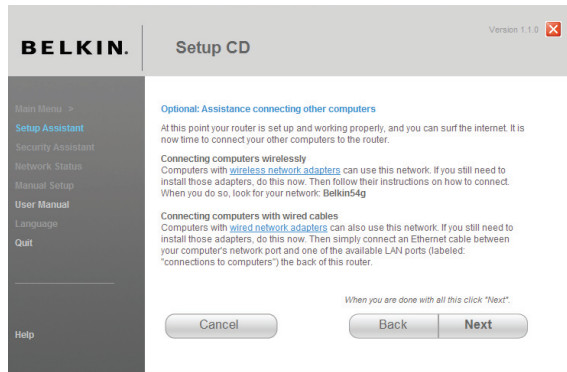 Version 1.1.0
BELKIN.
Setup CD
Main Menu >
Setup Assistant
Security Assistant
Network Status
Manual Setup
User Manual
Language
Quit
Help
Optional: Assistance connecting other computers
At this point your router is set up and working properly, and you can surf the internet. It is
now time to connect your other computers to the router.
Connecting computers wirelessly
Computers with wireless network adapters can use this network. If you still need to
install those adapters, do this now. Then follow their instructions on how to connect.
When you do so, look for your network: Belkin54g
Connecting computers with wired cables
Computers with wired network adapters can also use this network. If you still need to
install those adapters, do this now. Then simply connect an Ethernet cable between
your computer's network port and one of the available LAN ports (labeled:
"connections to computers") the back of this router.
When you are done with all this click "Next".
Cancel
Back
Next